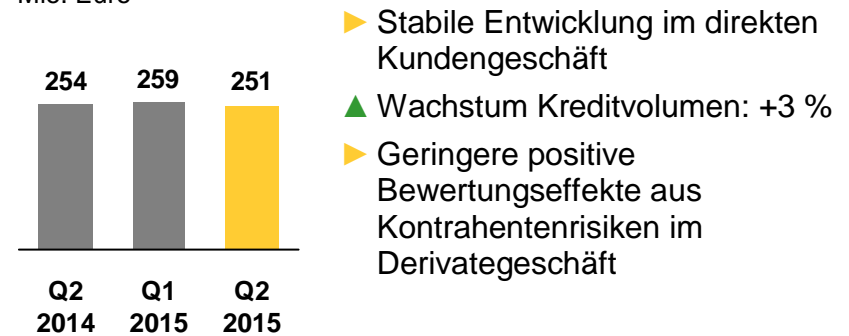 Stabile Entwicklung im direkten
Kundengeschäft
Wachstum Kreditvolumen: +3 %
Geringere positive
Bewertungseffekte aus
Kontrahentenrisiken im
Derivategeschäft
254 259 251
Q2 Q1 Q2
2014 2015 2015